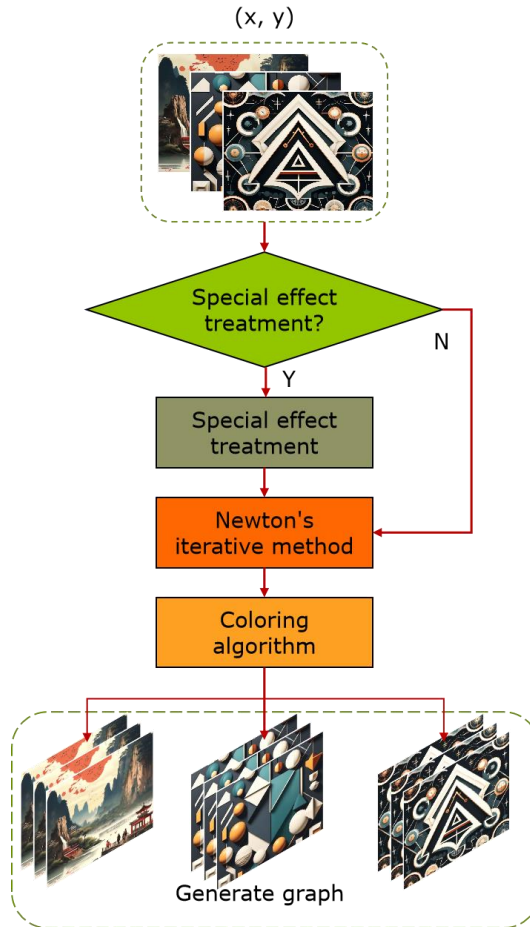 (x, y)
Special effect
treatment?
N
Y
Special effect
treatment
Newton's
iterative method
Coloring
algorithm
Generate graph